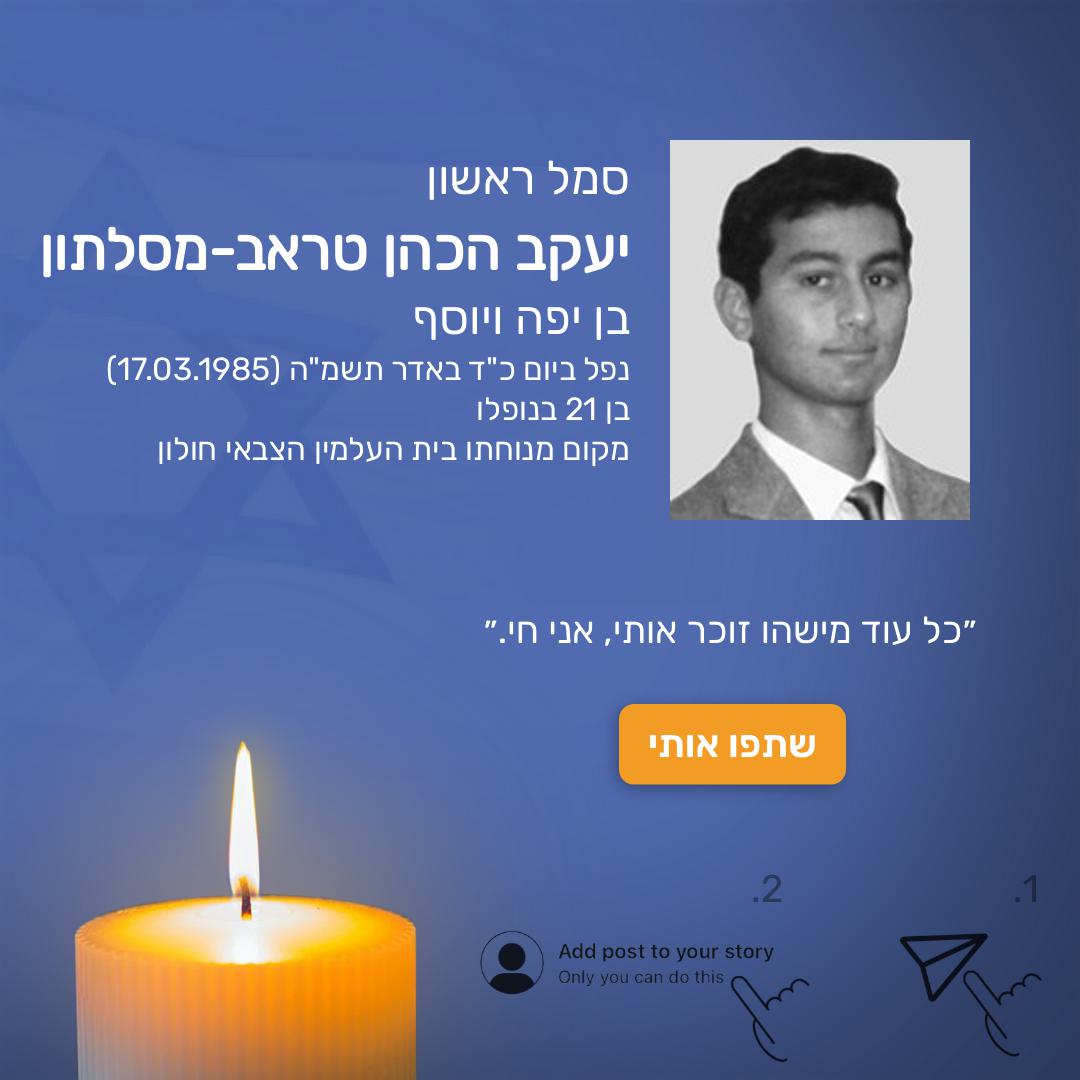 סמל ראשון
יעקב הכהן טראב-מסלתון
בן יפה ויוסף
נפל ביום כ"ד באדר תשמ"ה (17.03.1985)
בן 21 בנופלו
מקום מנוחתו בית העלמין הצבאי חולון
״כל עוד מישהו זוכר אותי, אני חי.״
שתפו אותי
1.
2.
Add post to your story
Only you can do this